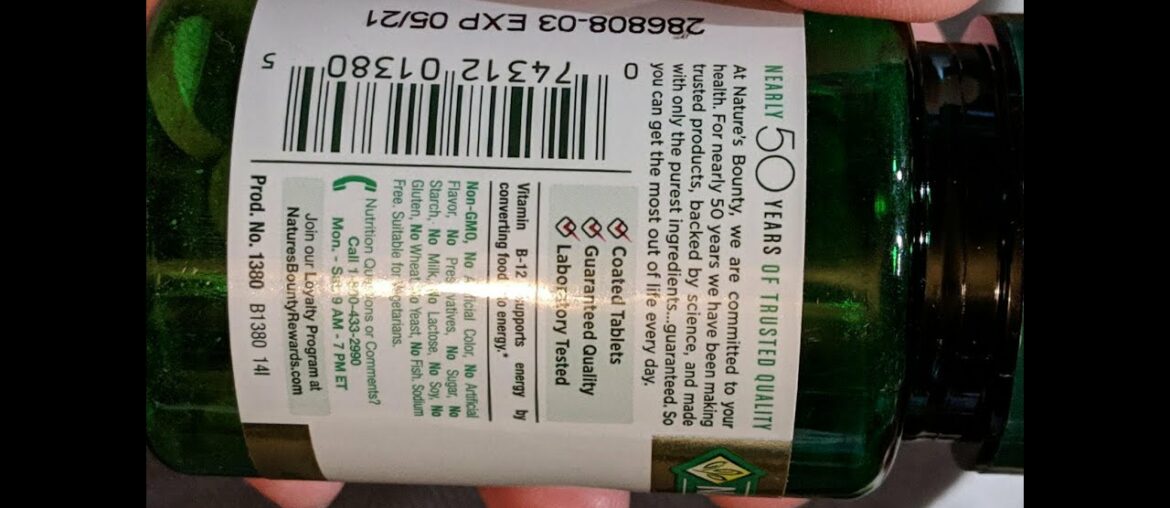 NEARLY 50 YEARS OF TRUSTED QUALITY
At Nature's Bounty, we are committed to your
health. For nearly 50 years we have been making
trusted products, backed by science, and made
with only the purest ingredients...guaranteed. So
you can get the most out of life every day.
Coated Tablets
Guaranteed Quality
Laboratory Tested
Vitamin B-12 supports energy by
converting food to energy.*
Non-GMO, No Artificial Color, No Artificial
Flavor, No Preservatives, No Sugar, No
Starch, No Milk, No Lactose, No Soy, No
Gluten, No Wheat, No Yeast, No Fish. Sodium
Free. Suitable for Vegetarians.
Nutrition Questions or Comments?
Call 1-800-433-2990
Mon. - Sat. 9 AM - 7 PM ET
Join our Loyalty Program at
NaturesBountyRewards.com
Prod. No. 1380 B1380 14I
0 74312 01380 5
286808-03 EXP 05/21